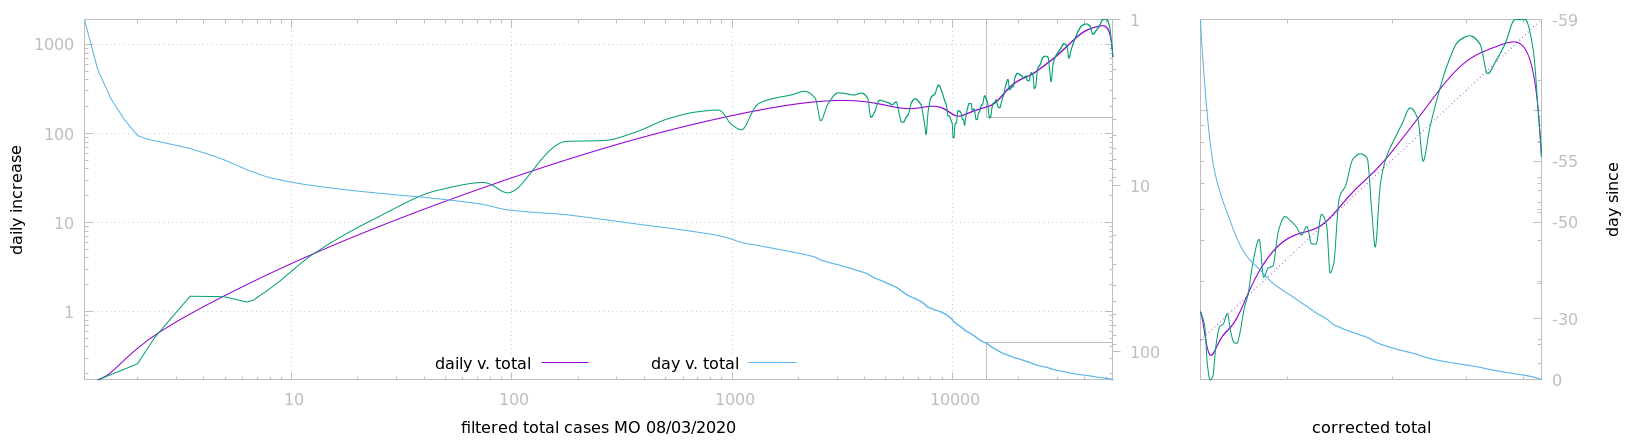 daily increase
1000
100
10
1
daily v. total
day v. total
10
100
1000
10000
filtered total cases MO 08/03/2020
1
10
100
-59
-55
-50
-30
0
day since
corrected total